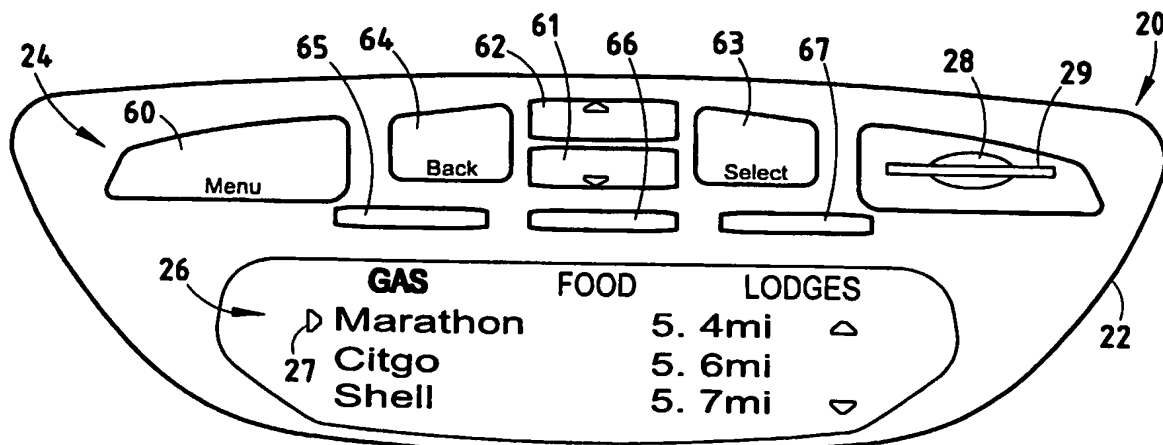 61
64 62 66 63 67 20
24 65 28 29
60
Menu Back Select
26 GAS FOOD LODGES
Marathon 5. 4mi
27 Citgo 5. 6mi
Shell 5. 7mi
22